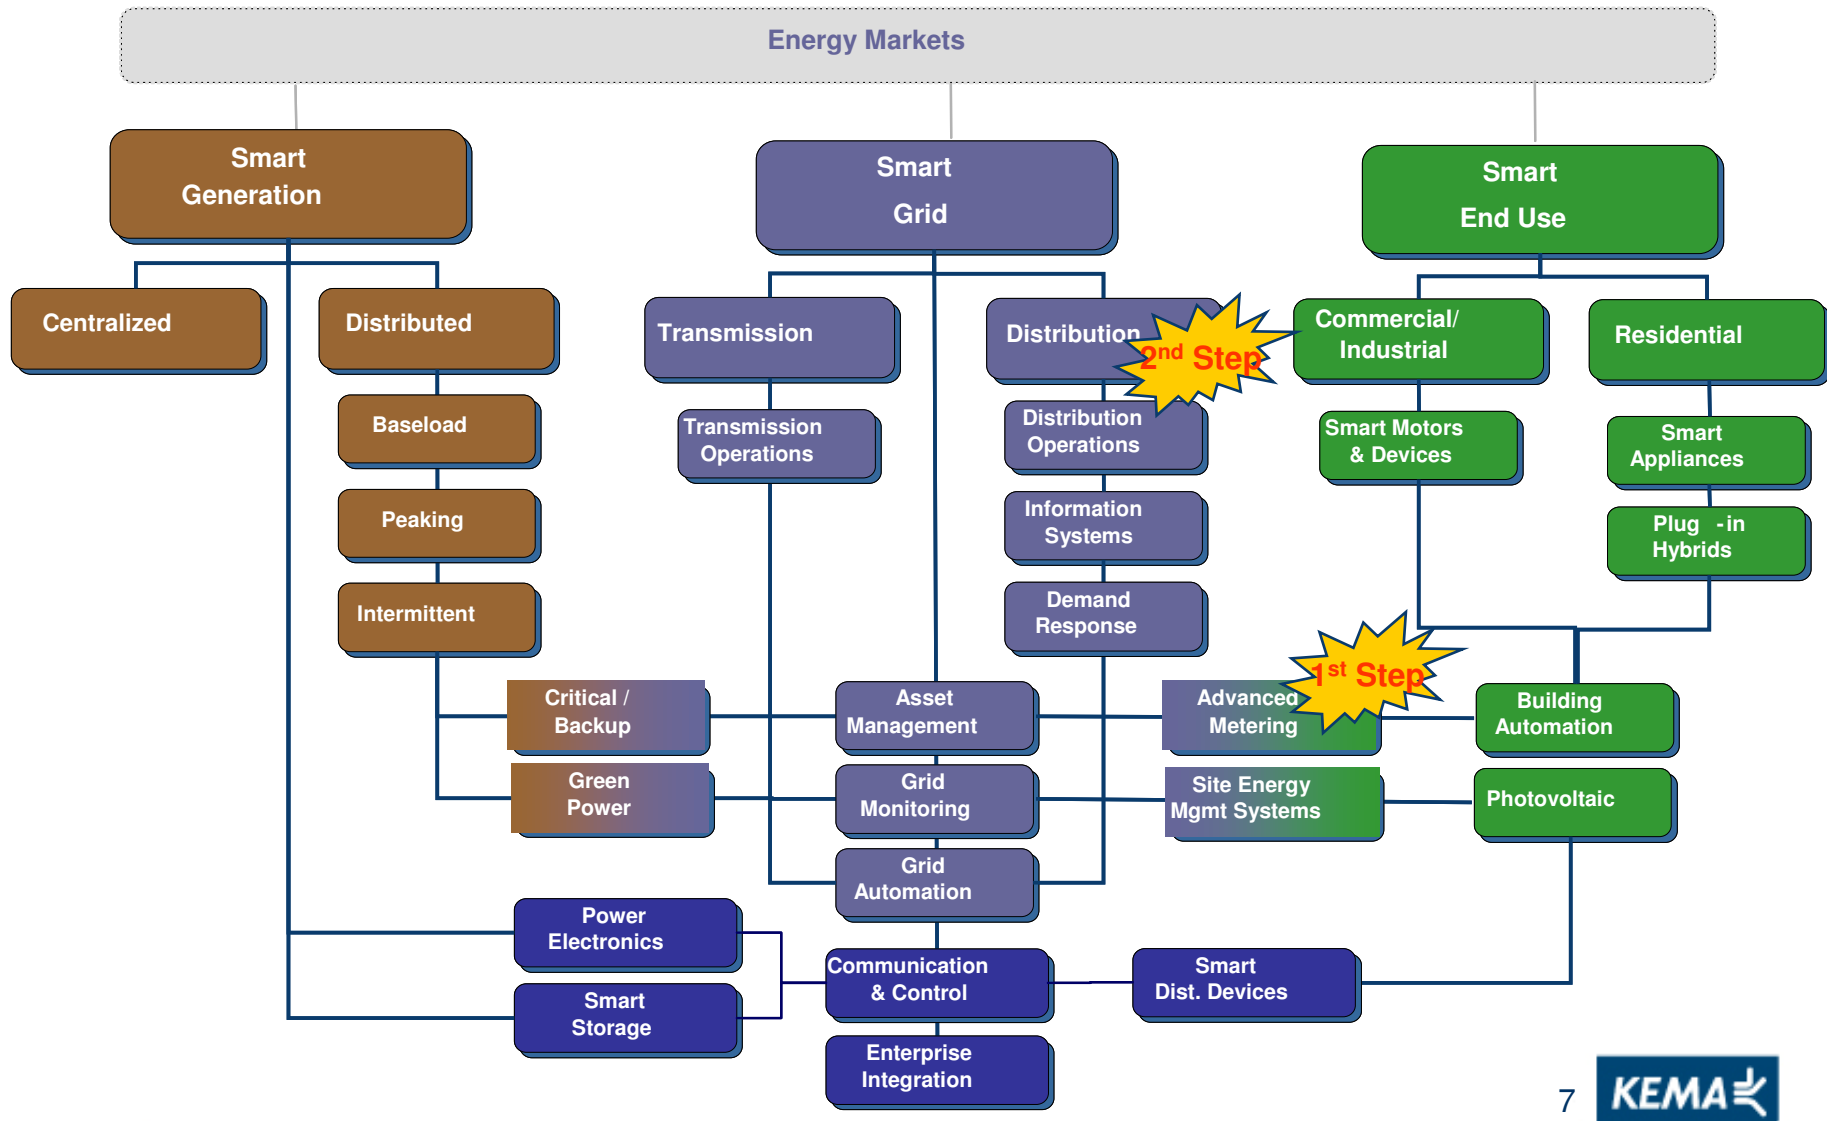 Energy Markets
Smart
Generation
Smart
Grid
Smart
End Use
Centralized
Distributed
Transmission
Distribution
2nd Step
Commercial/
Industrial
Residential
Baseload
Transmission
Operations
Distribution
Operations
Smart Motors
& Devices
Smart
Appliances
Peaking
Information
Systems
Plug -in
Hybrids
Intermittent
Demand
Response
1st Step
Critical /
Backup
Asset
Management
Advanced
Metering
Building
Automation
Green
Power
Grid
Monitoring
Site Energy
Mgmt Systems
Photovoltaic
Grid
Automation
Power
Electronics
Communication
& Control
Smart
Dist. Devices
Smart
Storage
Enterprise
Integration
7
KEMA